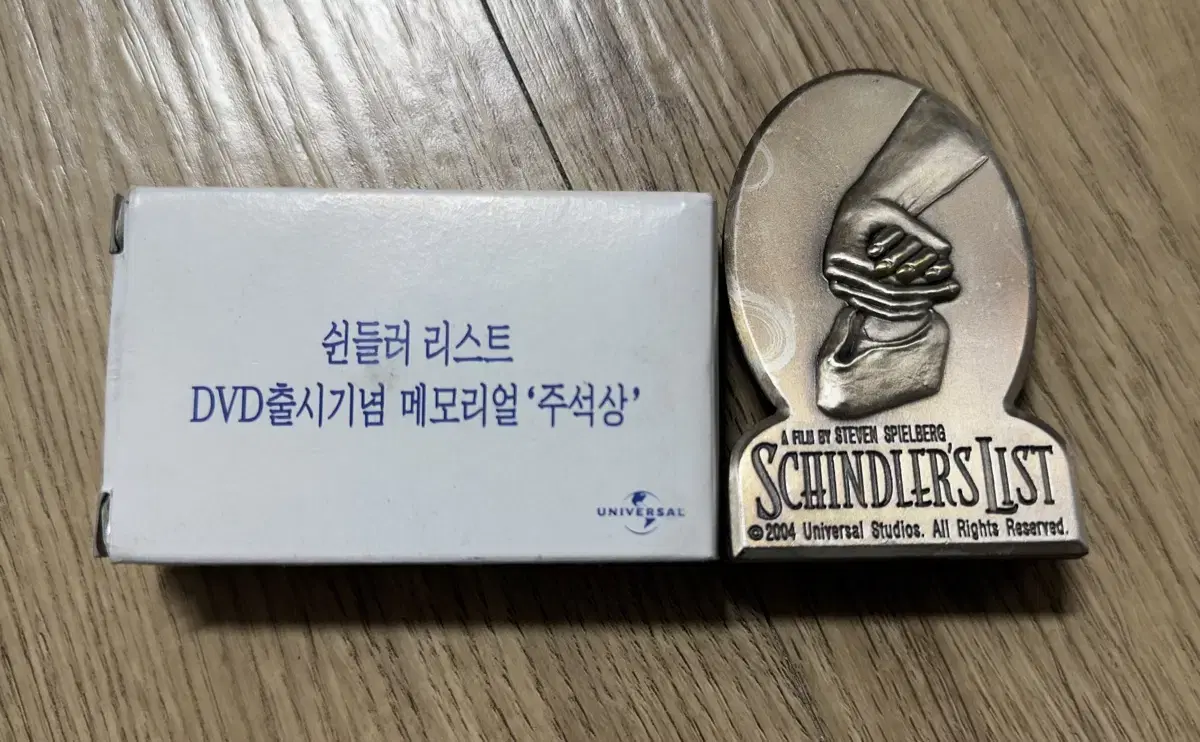 쉰들러 리스트
DVD출시기념 메모리얼 '주석상'
UNIVERSAL
A FILM BY STEVEN SPIELBERG
SCHINDLER'S LIST
©2004 Universal Studios. All Rights Reserved.